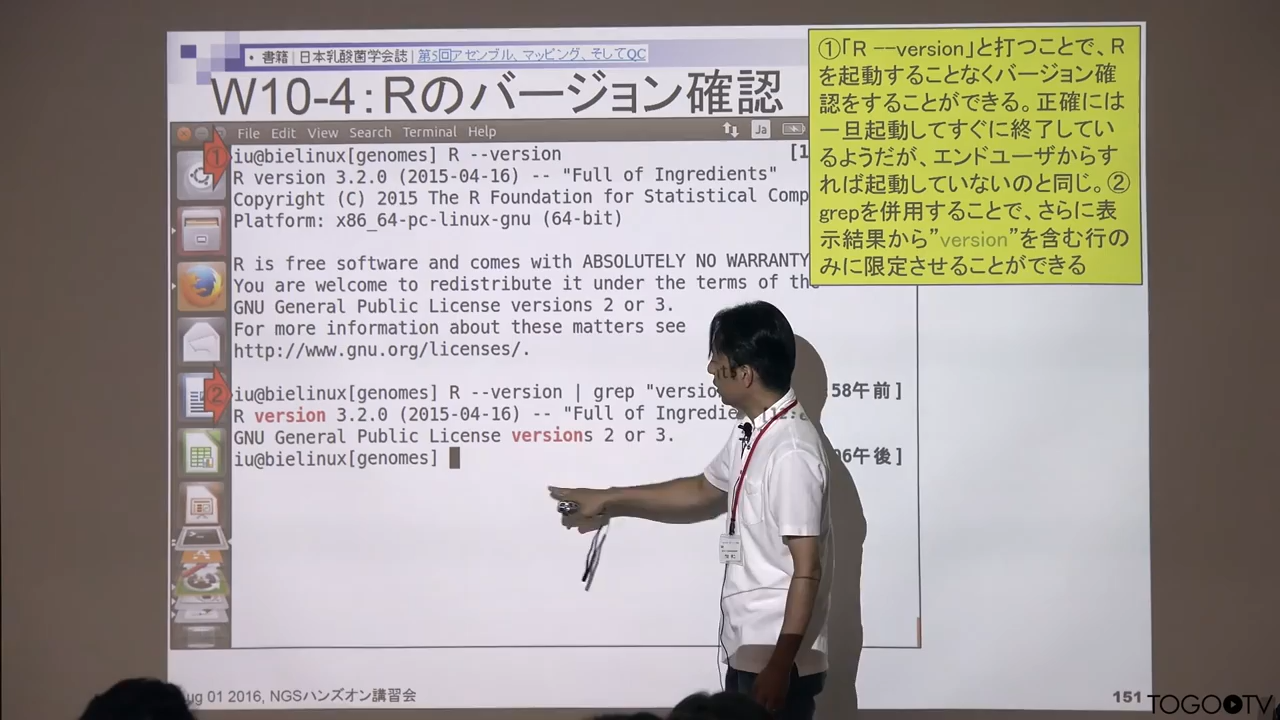 ・書籍 | 日本乳酸菌学会誌 | 第5回アセンブル、マッピング、そしてQC
W10-4：Rのバージョン確認
①「R --version」と打つことで、R
を起動することなくバージョン確
認をすることができる。正確には
一旦起動してすぐに終了してい
るようだが、エンドユーザからす
れば起動していないのと同じ。②
grepを併用することで、さらに表
示結果から”version”を含む行の
みに限定させることができる
File Edit View Search Terminal Help
Ja
①
iu@bielinux[genomes] R --version [1
R version 3.2.0 (2015-04-16) -- "Full of Ingredients"
Copyright (C) 2015 The R Foundation for Statistical Comp
Platform: x86_64-pc-linux-gnu (64-bit)
R is free software and comes with ABSOLUTELY NO WARRANTY
You are welcome to redistribute it under the terms of the
GNU General Public License versions 2 or 3.
For more information about these matters see
http://www.gnu.org/licenses/.
②
iu@bielinux[genomes] R --version | grep "versio 58午前]
R version 3.2.0 (2015-04-16) -- "Full of Ingredie
GNU General Public License versions 2 or 3.
iu@bielinux[genomes] 06午後]
ug 01 2016, NGSハンズオン講習会
151
TOGOTV